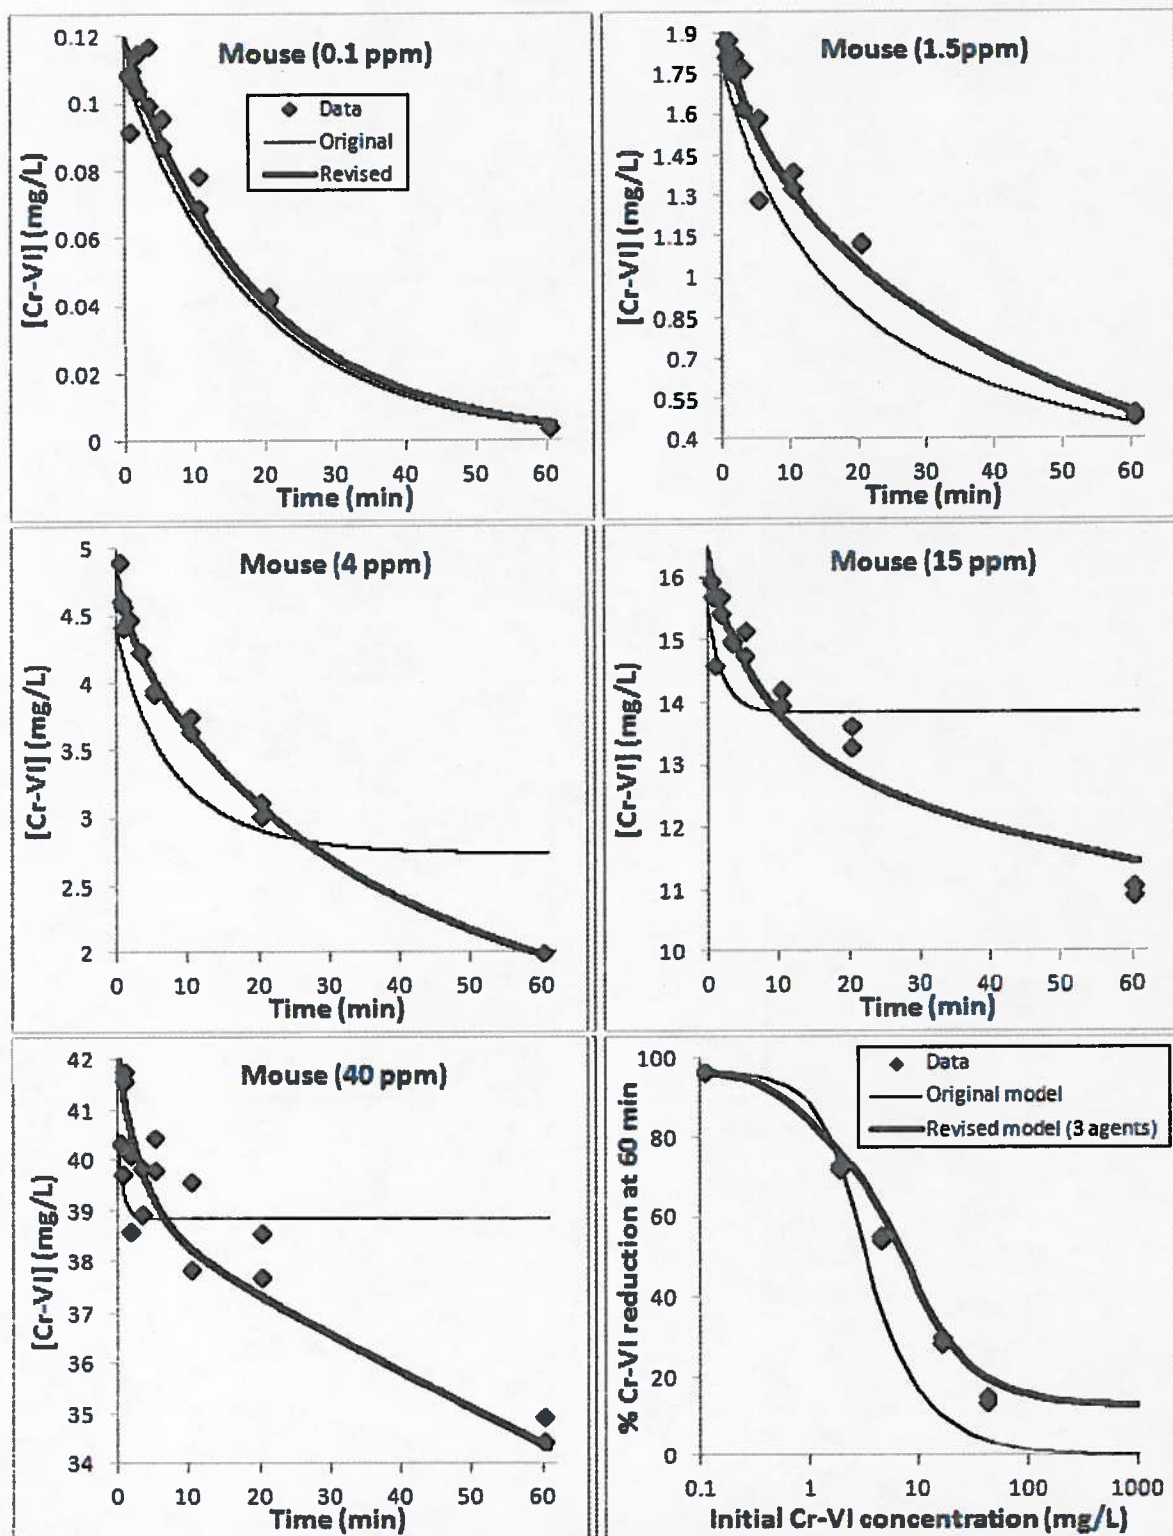 Mouse (0.1 ppm)
Data
Original
Revised
[Cr-VI] (mg/L)
0.12
0.1
0.08
0.06
0.04
0.02
0
0 10 20 30 40 50 60
Time (min)
Mouse (1.5ppm)
[Cr-VI] (mg/L)
1.9
1.75
1.6
1.45
1.3
1.15
1
0.85
0.7
0.55
0.4
0 10 20 30 40 50 60
Time (min)
Mouse (4 ppm)
[Cr-VI] (mg/L)
5
4.5
4
3.5
3
2.5
2
0 10 20 30 40 50 60
Time (min)
Mouse (15 ppm)
[Cr-VI] (mg/L)
16
15
14
13
12
11
10
0 10 20 30 40 50 60
Time (min)
Mouse (40 ppm)
[Cr-VI] (mg/L)
42
41
40
39
38
37
36
35
34
0 10 20 30 40 50 60
Time (min)
Data
Original model
Revised model (3 agents)
% Cr-VI reduction at 60 min
100
80
60
40
20
0
0.1 1 10 100 1000
Initial Cr-VI concentration (mg/L)